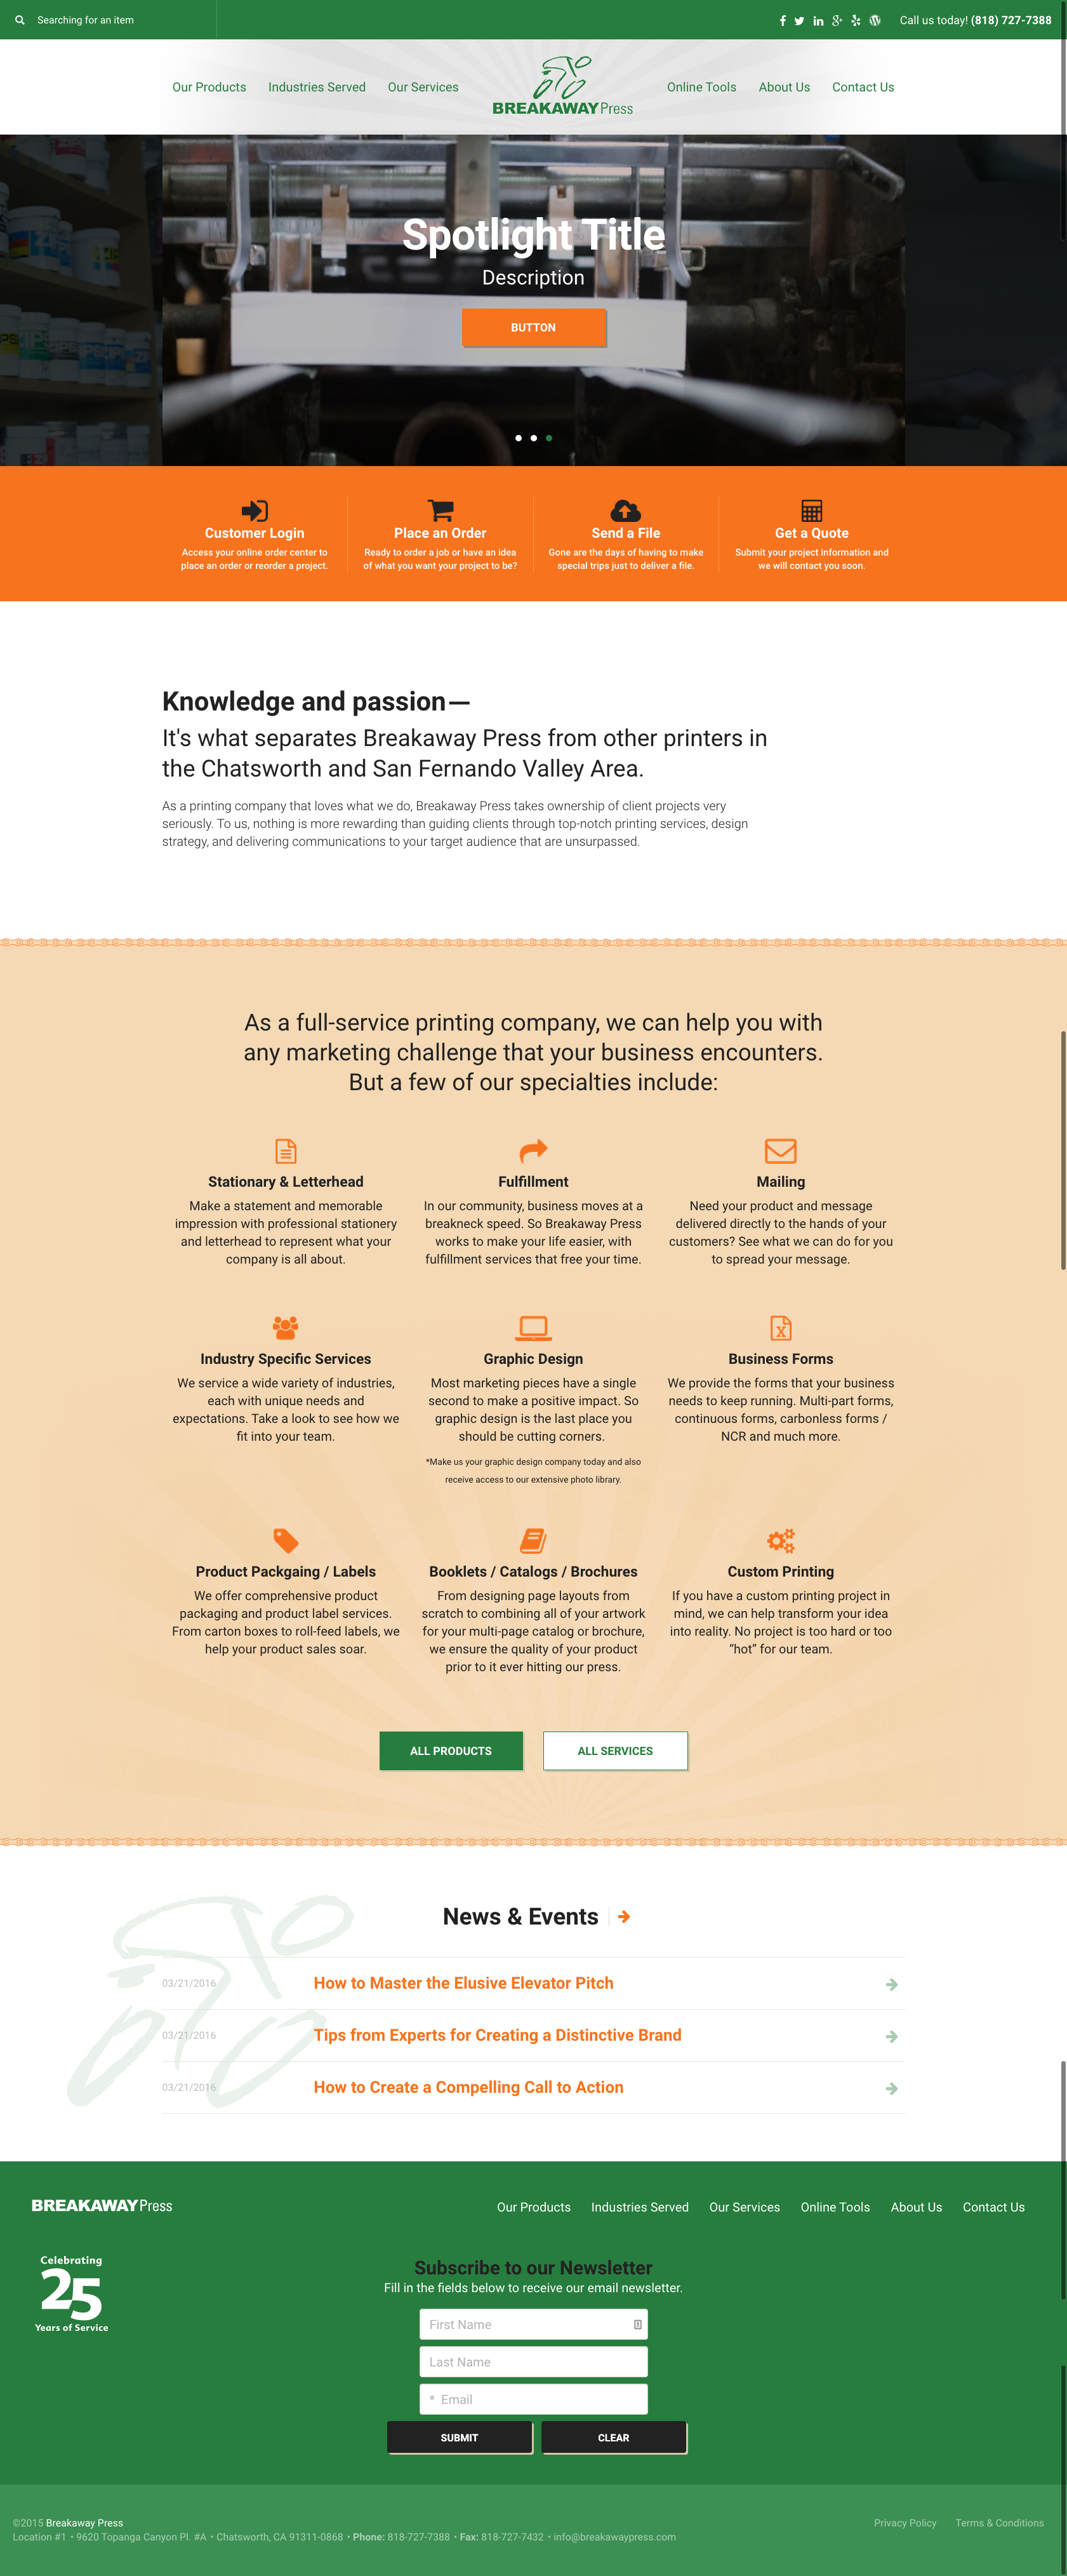 Searching for an item
Call us today! (818) 727-7388
Our Products
Industries Served
Our Services
BREAKAWAY Press
Online Tools
About Us
Contact Us
Spotlight Title
Description
BUTTON
Customer Login
Access your online order center to
place an order or reorder a project.
Place an Order
Ready to order a job or have an idea
of what you want your project to be?
Send a File
Gone are the days of having to make
special trips just to deliver a file.
Get a Quote
Submit your project information and
we will contact you soon.
Knowledge and passion—
It's what separates Breakaway Press from other printers in
the Chatsworth and San Fernando Valley Area.
As a printing company that loves what we do, Breakaway Press takes ownership of client projects very
seriously. To us, nothing is more rewarding than guiding clients through top-notch printing services, design
strategy, and delivering communications to your target audience that are unsurpassed.
As a full-service printing company, we can help you with
any marketing challenge that your business encounters.
But a few of our specialties include:
Stationary & Letterhead
Make a statement and memorable
impression with professional stationery
and letterhead to represent what your
company is all about.
Fulfillment
In our community, business moves at a
breakneck speed. So Breakaway Press
works to make your life easier, with
fulfillment services that free your time.
Mailing
Need your product and message
delivered directly to the hands of your
customers? See what we can do for you
to spread your message.
Industry Specific Services
We service a wide variety of industries,
each with unique needs and
expectations. Take a look to see how we
fit into your team.
Graphic Design
Most marketing pieces have a single
second to make a positive impact. So
graphic design is the last place you
should be cutting corners.
*Make us your graphic design company today and also
receive access to our extensive photo library.
Business Forms
We provide the forms that your business
needs to keep running. Multi-part forms,
continuous forms, carbonless forms /
NCR and much more.
Product Packgaing / Labels
We offer comprehensive product
packaging and product label services.
From carton boxes to roll-feed labels, we
help your product sales soar.
Booklets / Catalogs / Brochures
From designing page layouts from
scratch to combining all of your artwork
for your multi-page catalog or brochure,
we ensure the quality of your product
prior to it ever hitting our press.
Custom Printing
If you have a custom printing project in
mind, we can help transform your idea
into reality. No project is too hard or too
“hot” for our team.
ALL PRODUCTS
ALL SERVICES
News & Events
03/21/2016
How to Master the Elusive Elevator Pitch
03/21/2016
Tips from Experts for Creating a Distinctive Brand
03/21/2016
How to Create a Compelling Call to Action
BREAKAWAY Press
Our Products
Industries Served
Our Services
Online Tools
About Us
Contact Us
Celebrating
25
Years of Service
Subscribe to our Newsletter
Fill in the fields below to receive our email newsletter.
First Name
Last Name
* Email
SUBMIT
CLEAR
©2015 Breakaway Press
Location #1 • 9620 Topanga Canyon Pl. #A • Chatsworth, CA 91311-0868 • Phone: 818-727-7388 • Fax: 818-727-7432 • info@breakawaypress.com
Privacy Policy
Terms & Conditions